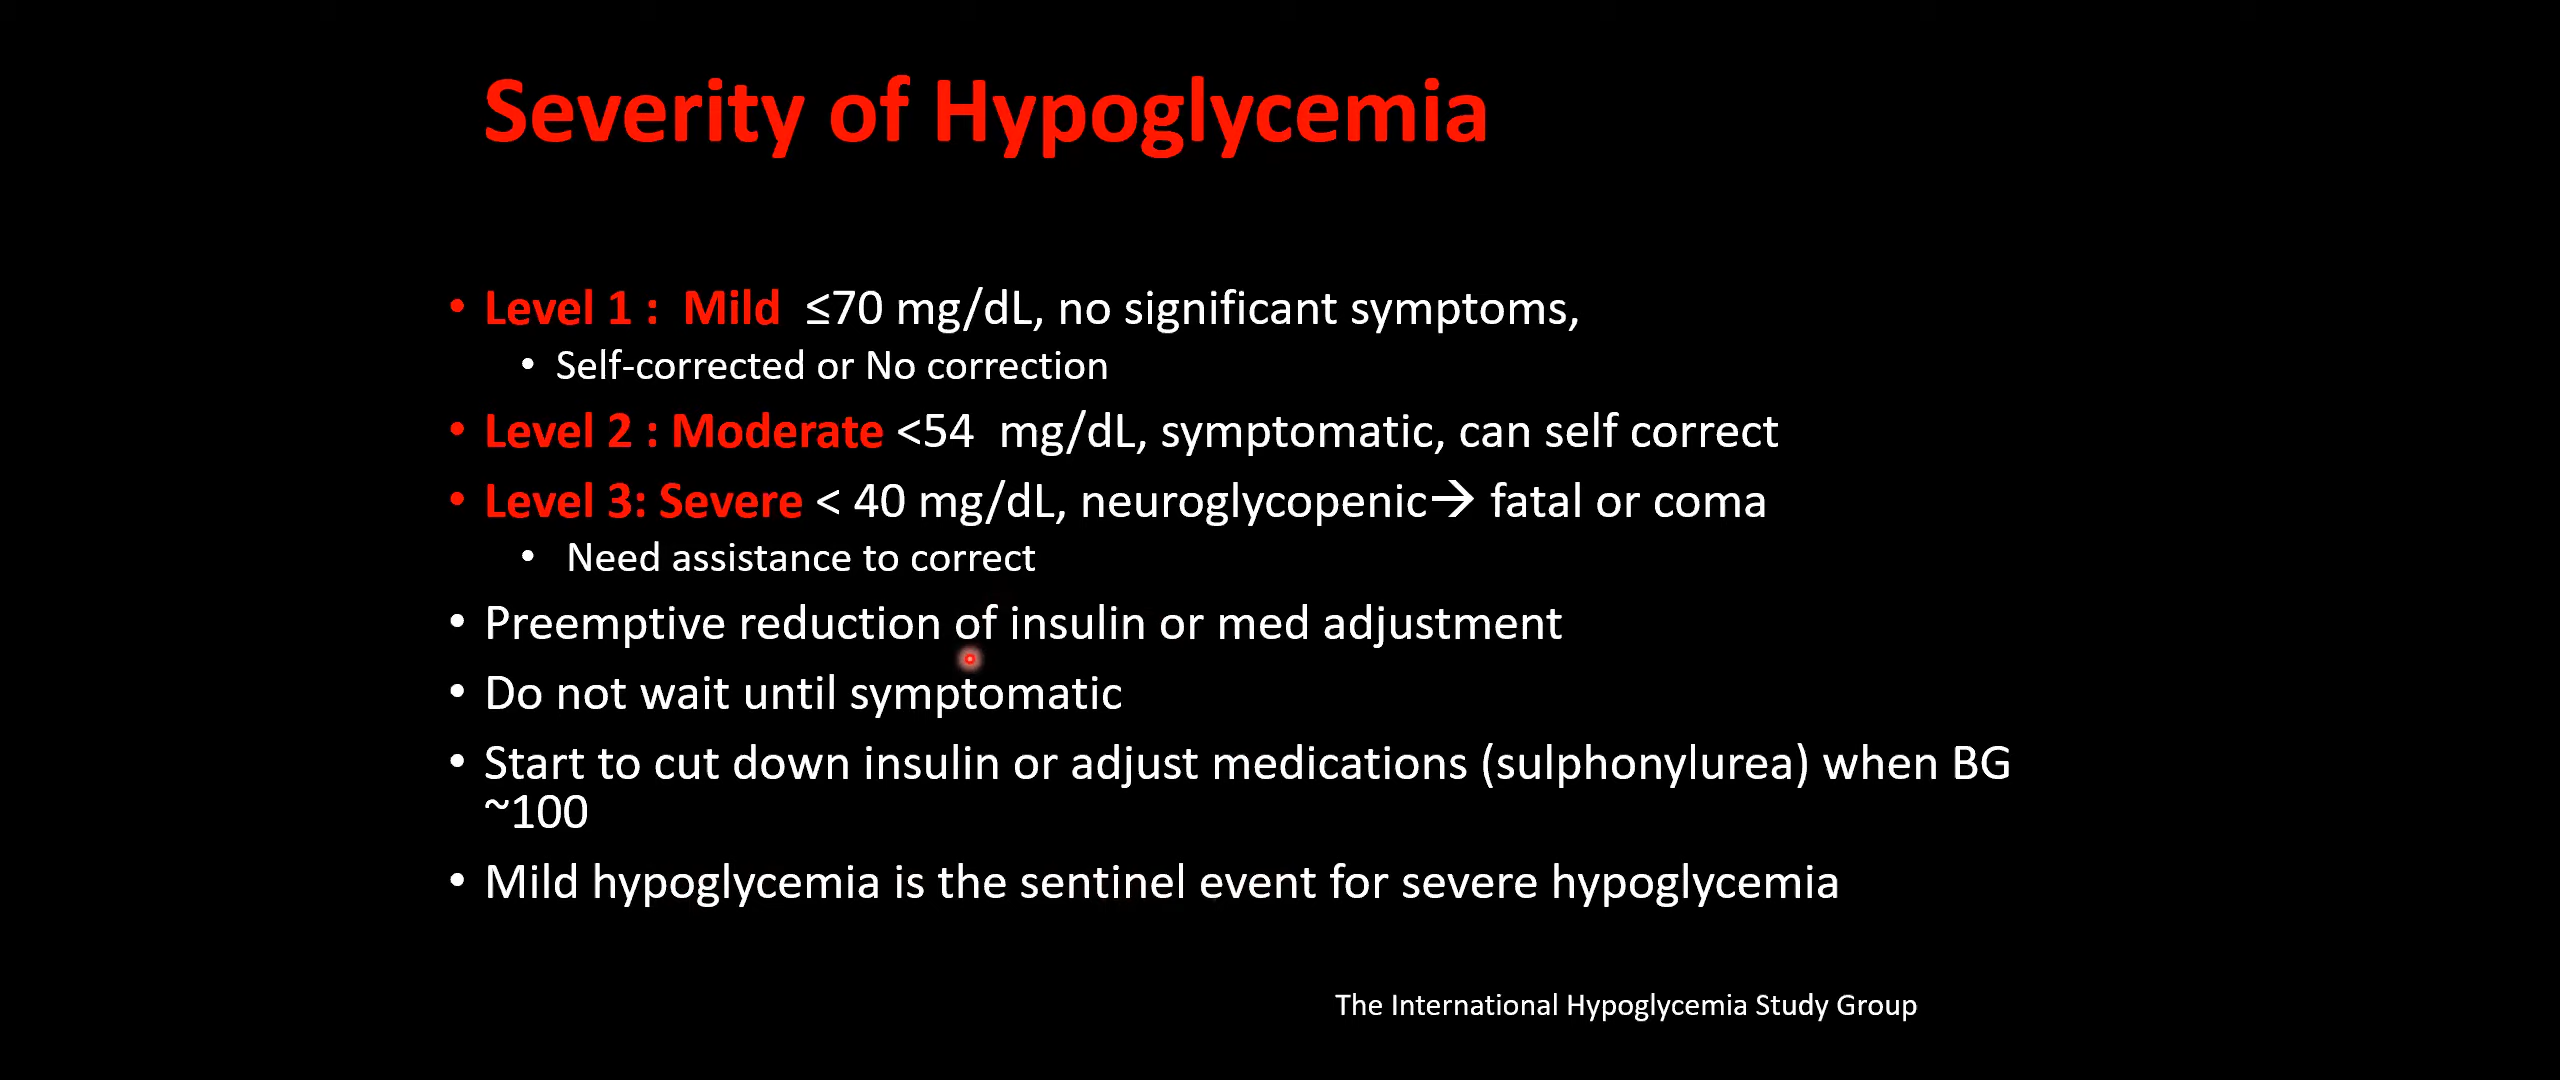 Severity of Hypoglycemia
• Level 1 :  Mild  ≤70 mg/dL, no significant symptoms,
• Self-corrected or No correction
• Level 2 : Moderate <54  mg/dL, symptomatic, can self correct
• Level 3: Severe < 40 mg/dL, neuroglycopenic→ fatal or coma
• Need assistance to correct
• Preemptive reduction of insulin or med adjustment
• Do not wait until symptomatic
• Start to cut down insulin or adjust medications (sulphonylurea) when BG
~100
• Mild hypoglycemia is the sentinel event for severe hypoglycemia
The International Hypoglycemia Study Group